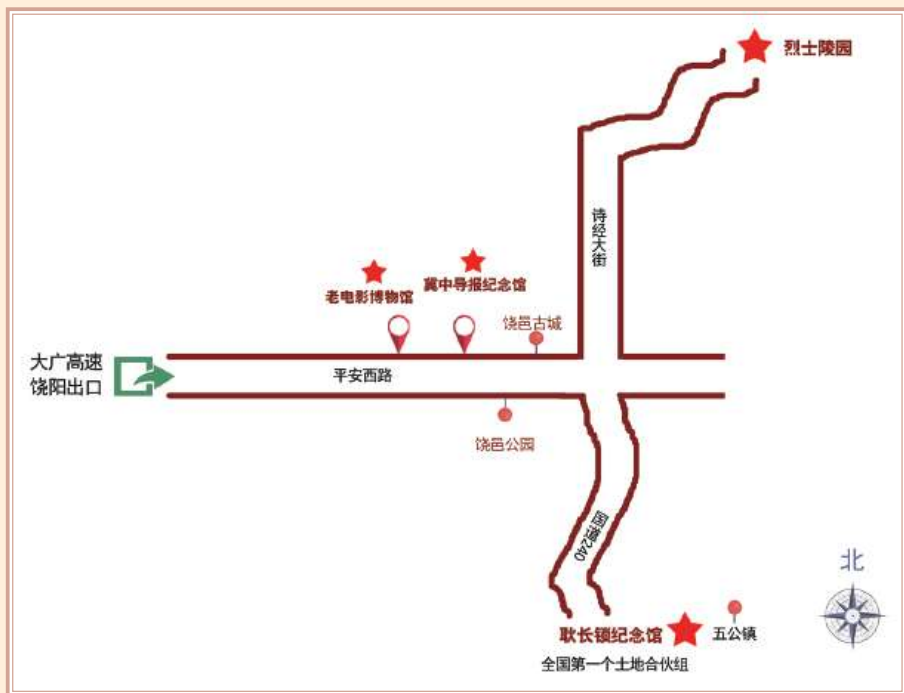 烈士陵园
诗经大街
老电影博物馆
冀中导报纪念馆
饶邑古城
大广高速
饶阳出口
平安西路
饶邑公园
国道240
北
耿长锁纪念馆
五公镇
全国第一个土地合伙组